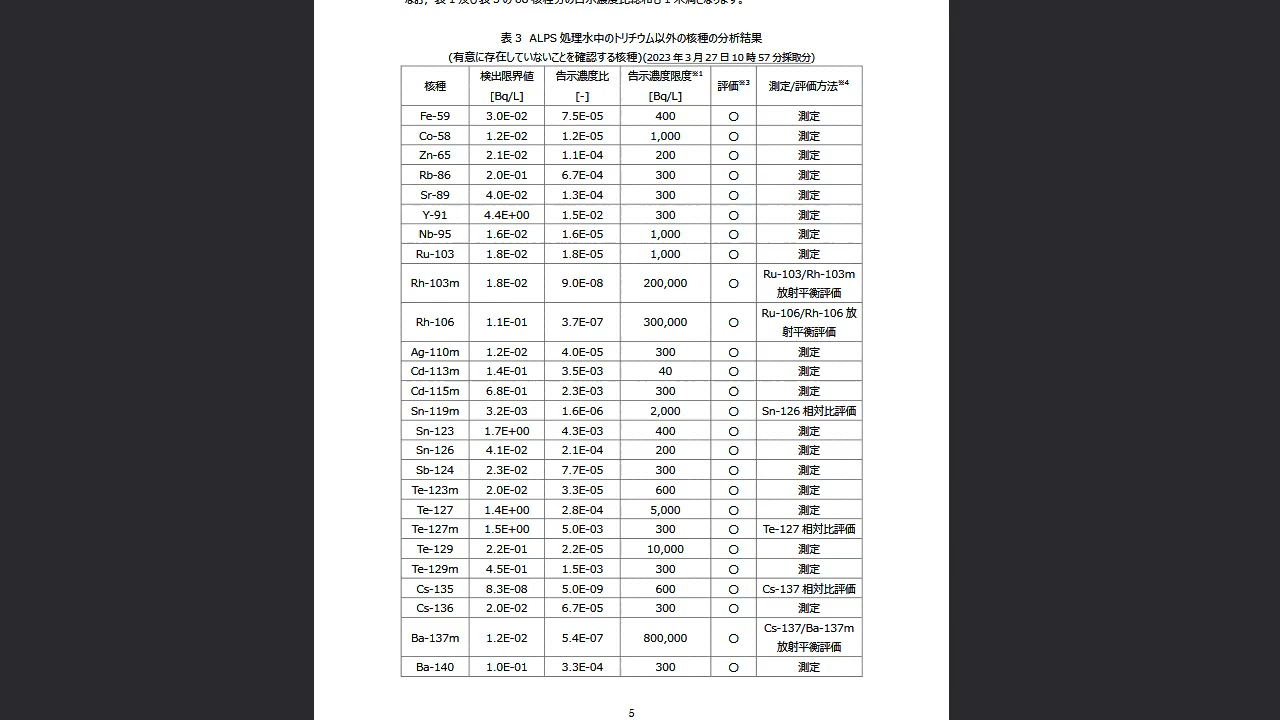 表 3 ALPS 処理水中のトリチウム以外の核種の分析結果
(有意に存在していないことを確認する核種)(2023 年 3 月 27 日 10 時 57 分採取分)
核種 検出限界値 [Bq/L] 告示濃度比 [-] 告示濃度限度※1 [Bq/L] 評価※3 測定/評価方法※4
Fe-59 3.0E-02 7.5E-05 400 ○ 測定
Co-58 1.2E-02 1.2E-05 1,000 ○ 測定
Zn-65 2.1E-02 1.1E-04 200 ○ 測定
Rb-86 2.0E-01 6.7E-04 300 ○ 測定
Sr-89 4.0E-02 1.3E-04 300 ○ 測定
Y-91 4.4E+00 1.5E-02 300 ○ 測定
Nb-95 1.6E-02 1.6E-05 1,000 ○ 測定
Ru-103 1.8E-02 1.8E-05 1,000 ○ 測定
Rh-103m 1.8E-02 9.0E-08 200,000 ○ Ru-103/Rh-103m 放射平衡評価
Rh-106 1.1E-01 3.7E-07 300,000 ○ Ru-106/Rh-106 放射平衡評価
Ag-110m 1.2E-02 4.0E-05 300 ○ 測定
Cd-113m 1.4E-01 3.5E-03 40 ○ 測定
Cd-115m 6.8E-01 2.3E-03 300 ○ 測定
Sn-119m 3.2E-03 1.6E-06 2,000 ○ Sn-126 相対比評価
Sn-123 1.7E+00 4.3E-03 400 ○ 測定
Sn-126 4.1E-02 2.1E-04 200 ○ 測定
Sb-124 2.3E-02 7.7E-05 300 ○ 測定
Te-123m 2.0E-02 3.3E-05 600 ○ 測定
Te-127 1.4E+00 2.8E-04 5,000 ○ 測定
Te-127m 1.5E+00 5.0E-03 300 ○ Te-127 相対比評価
Te-129 2.2E-01 2.2E-05 10,000 ○ 測定
Te-129m 4.5E-01 1.5E-03 300 ○ 測定
Cs-135 8.3E-08 5.0E-09 600 ○ Cs-137 相対比評価
Cs-136 2.0E-02 6.7E-05 300 ○ 測定
Ba-137m 1.2E-02 5.4E-07 800,000 ○ Cs-137/Ba-137m 放射平衡評価
Ba-140 1.0E-01 3.3E-04 300 ○ 測定
5